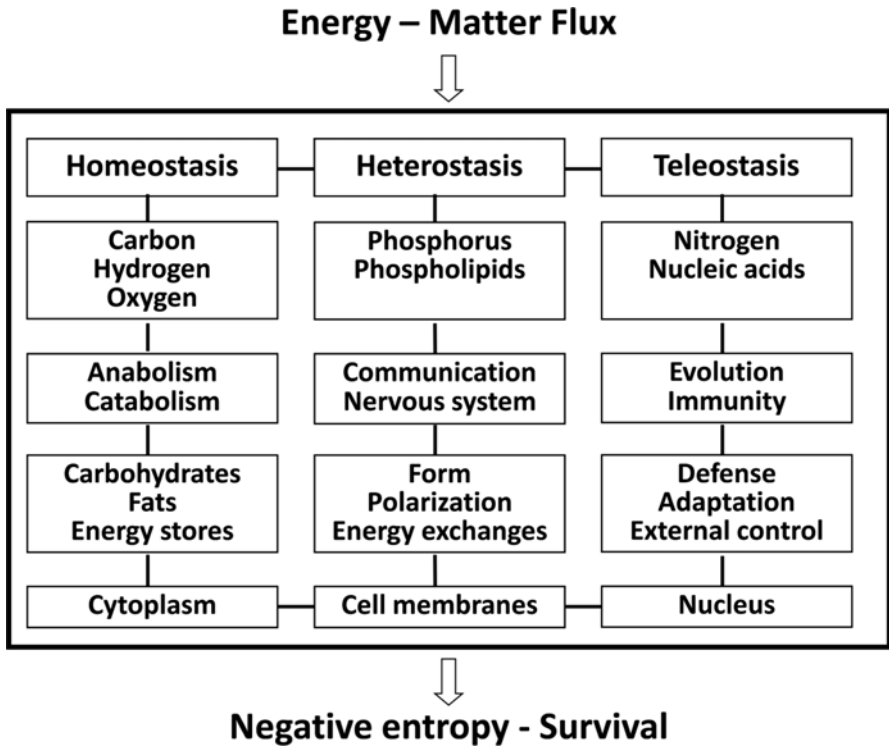 Energy – Matter Flux
Homeostasis
Heterostasis
Teleostasis
Carbon
Hydrogen
Oxygen
Phosphorus
Phospholipids
Nitrogen
Nucleic acids
Anabolism
Catabolism
Communication
Nervous system
Evolution
Immunity
Carbohydrates
Fats
Energy stores
Form
Polarization
Energy exchanges
Defense
Adaptation
External control
Cytoplasm
Cell membranes
Nucleus
Negative entropy - Survival